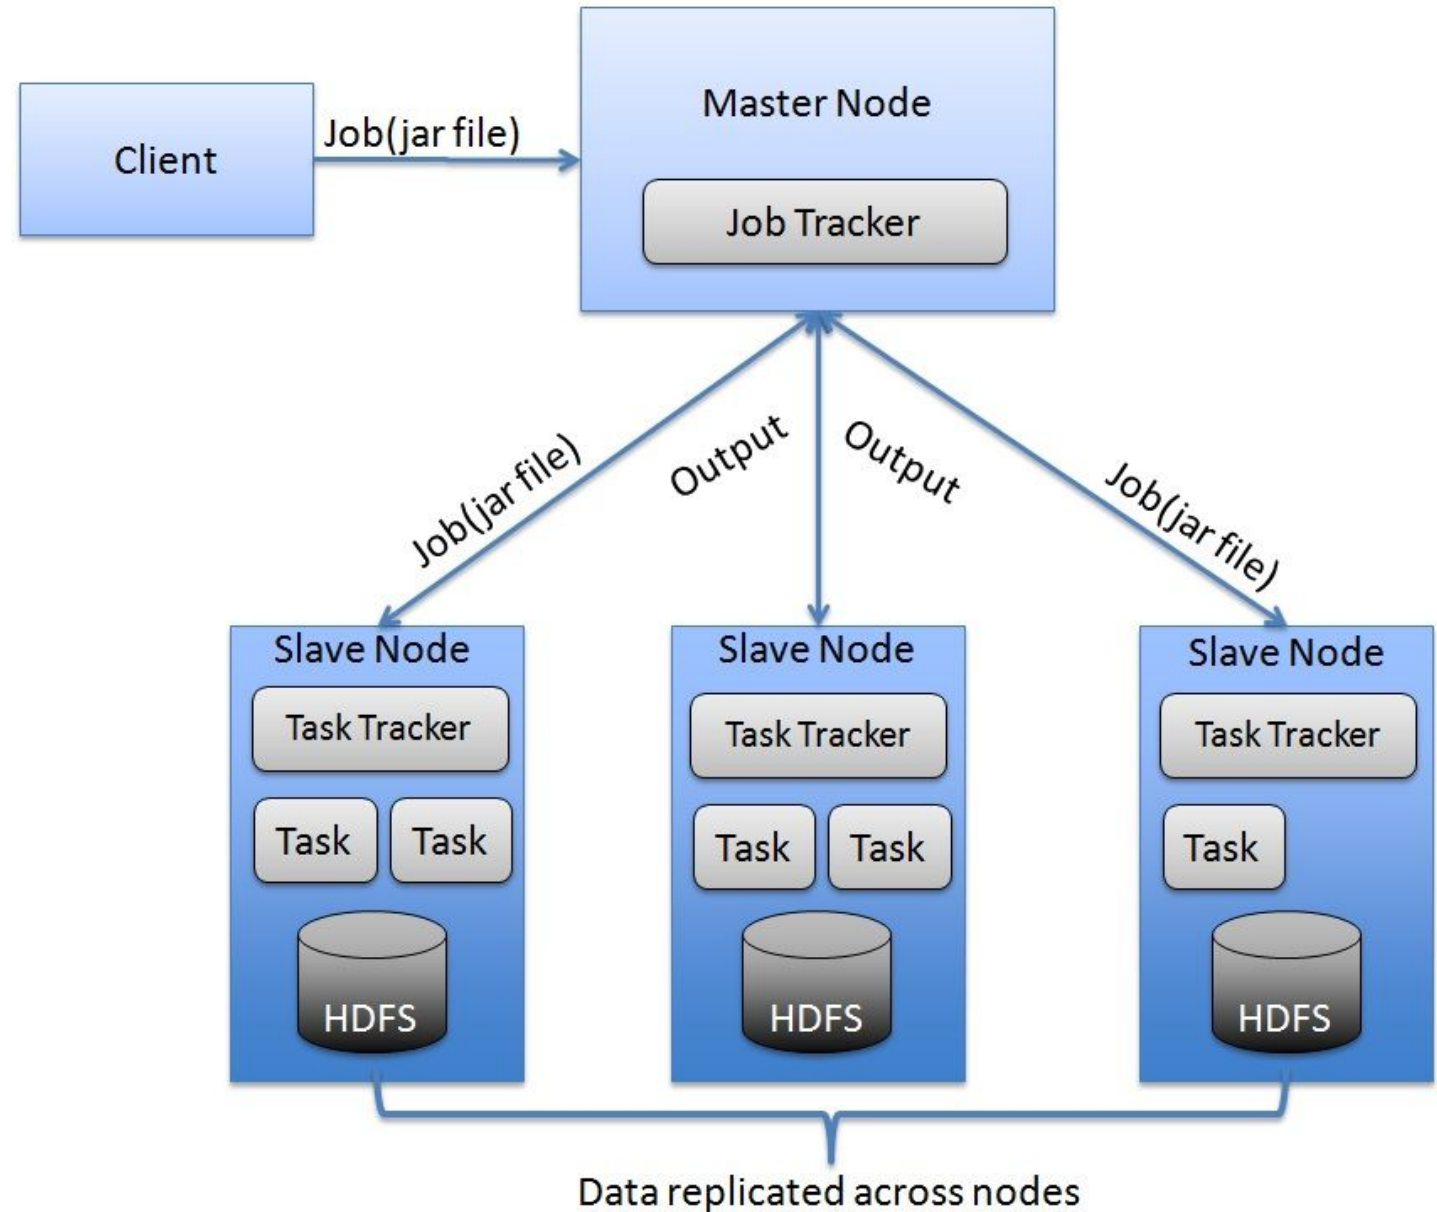 Master Node
Client
Job(jar file)
Job Tracker
Job(jar file)
Output
Output
Job(jar file)
Slave Node
Task Tracker
Task
Task
HDFS
Slave Node
Task Tracker
Task
Task
HDFS
Slave Node
Task Tracker
Task
HDFS
Data replicated across nodes